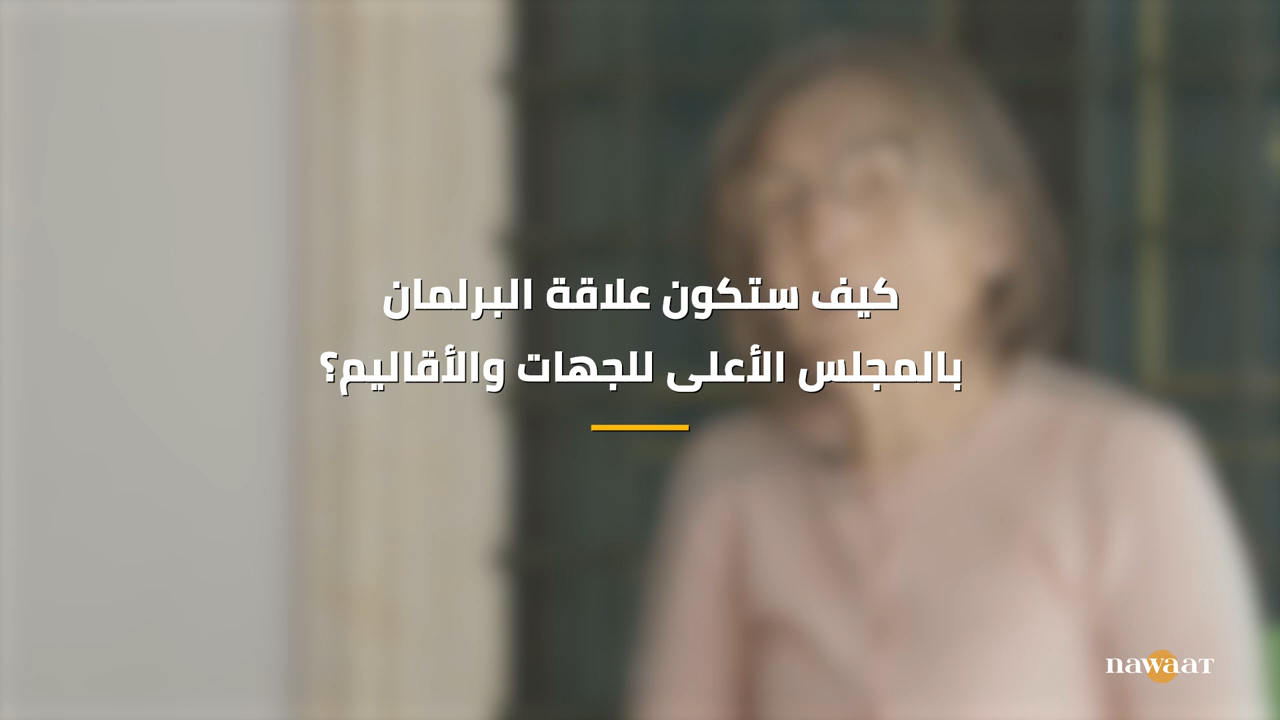 كيف ستكون علاقة البرلمان
بالمجلس الأعلى للجهات والأقاليم؟
nawaat